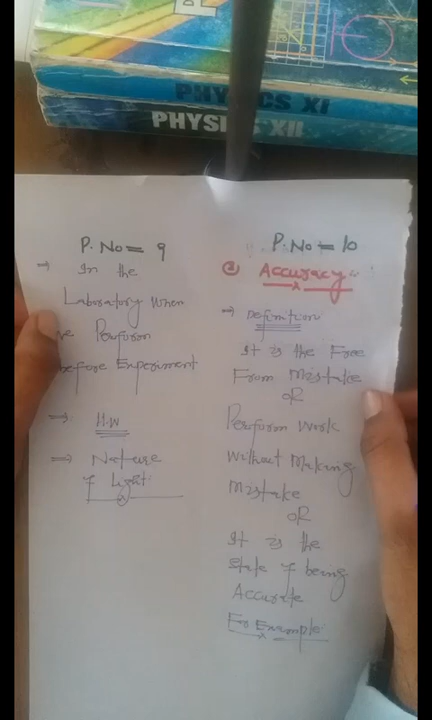 PHYSICS XI
PHYSICS XII
P. No = 9
⇒ In the
Laboratory when
we Perform
before Experiment
⇒ H.W
⇒ Nature
of Light
P. No = 10
② Accuracy :-
⇒ Definition
It is the Free
From Mistake
OR
Perform Work
Without Making
Mistake
OR
It is the
State of being
Accurate
For Example